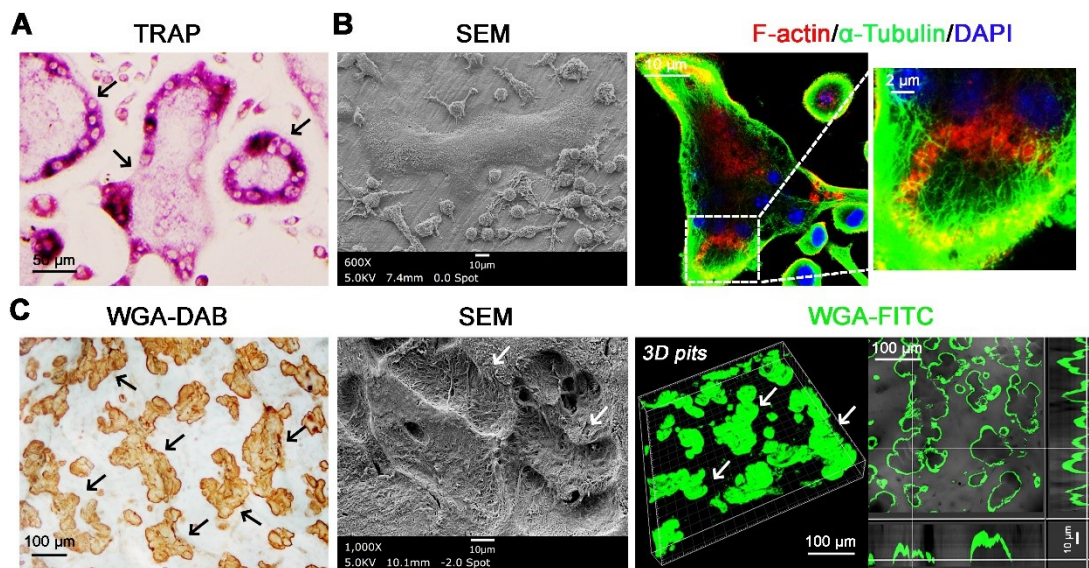 A
TRAP
50 µm
B
SEM
600X
5.0KV 7.4mm 0.0 Spot
10µm
F-actin/α-Tubulin/DAPI
10 µm
2 µm
C
WGA-DAB
100 µm
SEM
1,000X
5.0KV 10.1mm -2.0 Spot
10µm
WGA-FITC
3D pits
100 µm
100 µm
10 µm